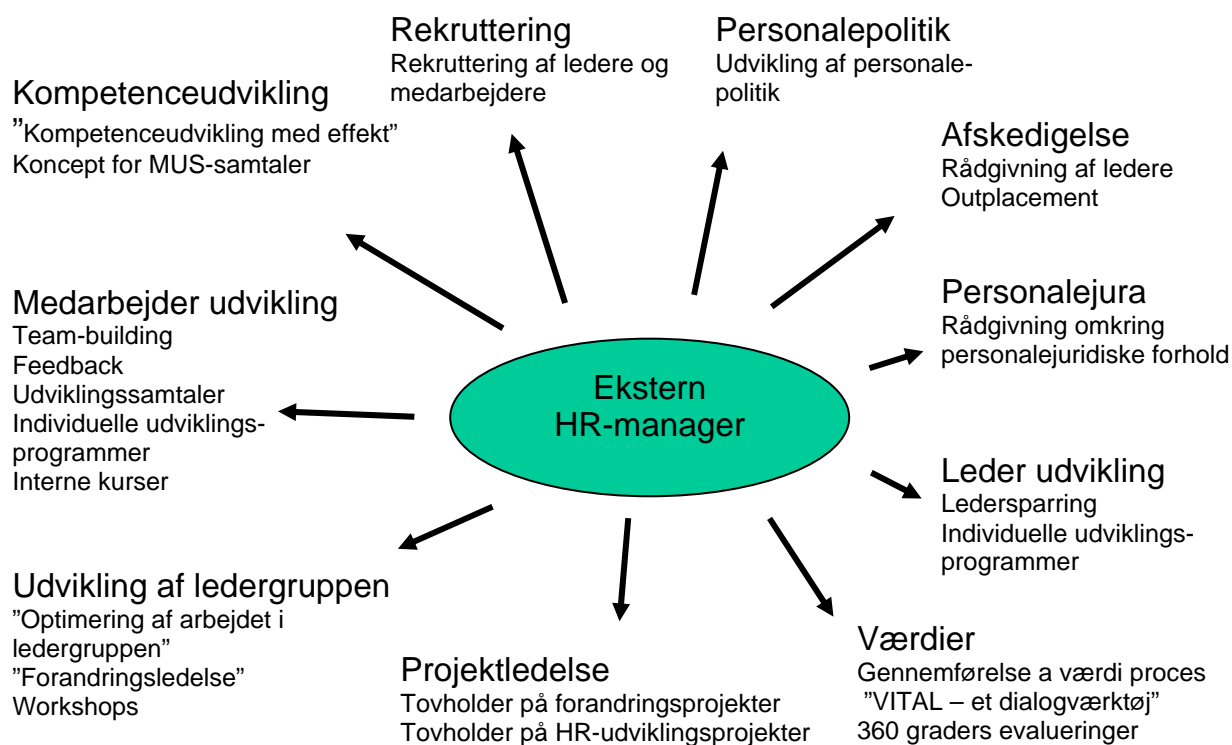 Rekruttering
Rekruttering af ledere og
medarbejdere
Personalepolitik
Udvikling af personale-
politik
Kompetenceudvikling
”Kompetenceudvikling med effekt”
Koncept for MUS-samtaler
Afskedigelse
Rådgivning af ledere
Outplacement
Medarbejder udvikling
Team-building
Feedback
Udviklingssamtaler
Individuelle udviklings-
programmer
Interne kurser
Personalejura
Rådgivning omkring
personalejuridiske forhold
Ekstern
HR-manager
Leder udvikling
Ledersparring
Individuelle udviklings-
programmer
Udvikling af ledergruppen
”Optimering af arbejdet i
ledergruppen”
”Forandringsledelse”
Workshops
Projektledelse
Tovholder på forandringsprojekter
Tovholder på HR-udviklingsprojekter
Værdier
Gennemførelse a værdi proces
”VITAL – et dialogværktøj”
360 graders evalueringer